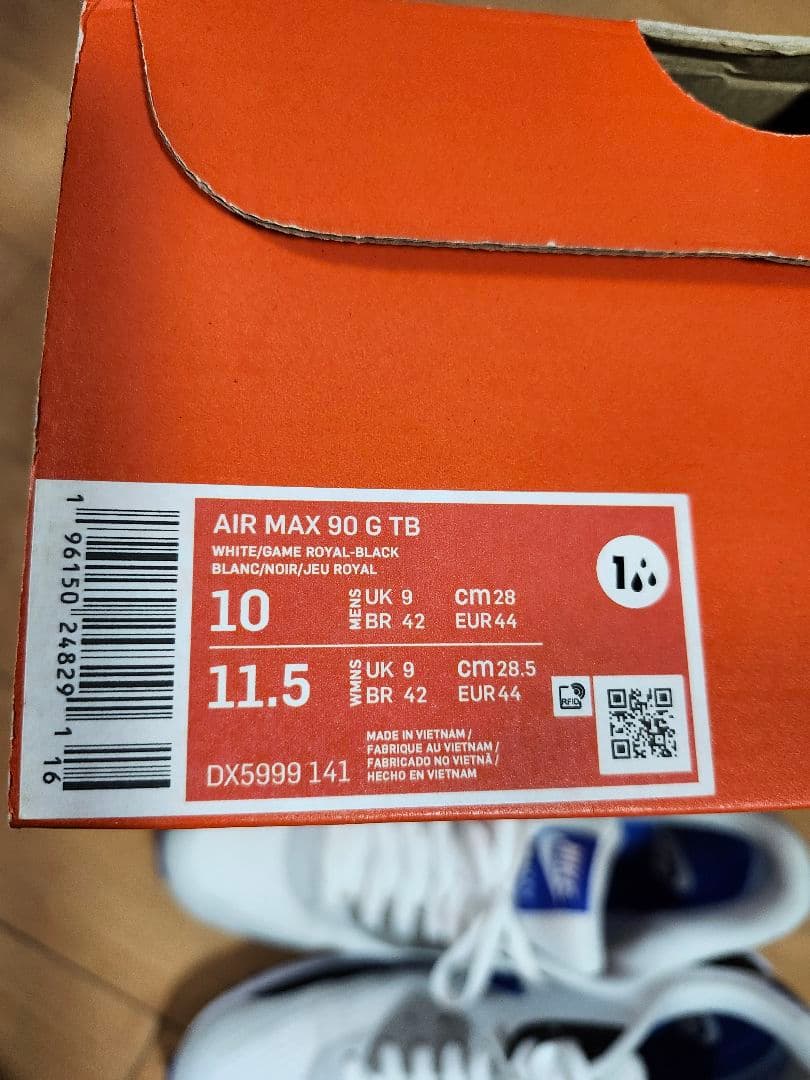 AIR MAX 90 G TB
WHITE/GAME ROYAL-BLACK
BLANC/NOIR/JEU ROYAL
10 MENS UK 9 cm 28
BR 42 EUR 44
11.5 WMNS UK 9 cm 28.5
BR 42 EUR 44
DX5999 141
MADE IN VIETNAM /
FABRIQUE AU VIETNAM /
FABRICADO NO VIETNÃ /
HECHO EN VIETNAM
1
RFID
1 96150 24829 1 16
NIKE